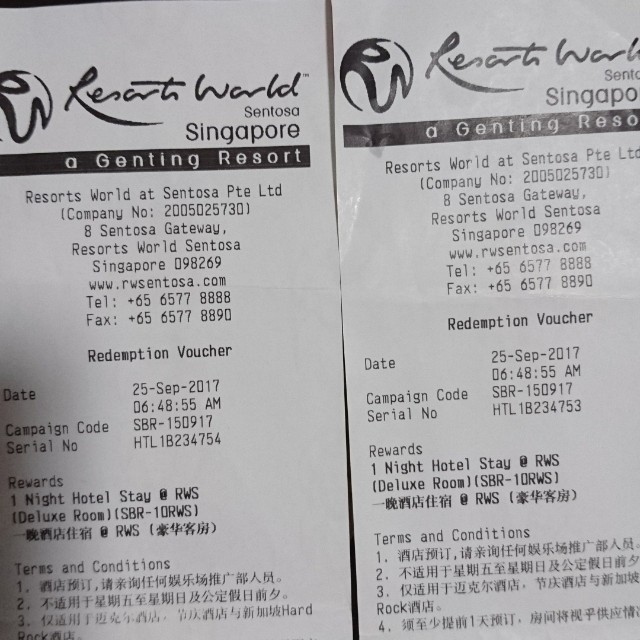 Resorts World™
Sentosa
Singapore
a Genting Resort
Resorts World at Sentosa Pte Ltd
(Company No: 200502573O)
8 Sentosa Gateway,
Resorts World Sentosa
Singapore 098269
www.rwsentosa.com
Tel: +65 6577 8888
Fax: +65 6577 8890
Redemption Voucher
Date 25-Sep-2017
06:48:55 AM
Campaign Code SBR-150917
Serial No HTL1B234754
Rewards
1 Night Hotel Stay @ RWS
(Deluxe Room)(SBR-10RWS)
一晚酒店住宿 @ RWS (豪华客房)
Terms and Conditions
1. 酒店预订,请亲询任何娱乐场推广部人员。
2. 不适用于星期五至星期日及公定假日前夕。
3. 仅适用于迈克尔酒店，节庆酒店与新加坡Hard
Rock酒店。
Resorts
Singapo
a Genting Reso
Resorts World at Sentosa Pte Ltd
(Company No: 200502573O)
8 Sentosa Gateway,
Resorts World Sentosa
Singapore 098269
www.rwsentosa.com
Tel: +65 6577 8888
Fax: +65 6577 8890
Redemption Voucher
Date 25-Sep-2017
06:48:55 AM
Campaign Code SBR-150917
Serial No HTL1B234753
Rewards
1 Night Hotel Stay @ RWS
(Deluxe Room)(SBR-10RWS)
一晚酒店住宿 @ RWS (豪华客房)
Terms and Conditions
1. 酒店预订,请亲询任何娱乐场推广部人员。
2. 不适用于星期五至星期日及公定假日前夕
3. 仅适用于迈克尔酒店，节庆酒店与新加坡
Rock酒店。
4. 须至少提前1天预订，房间将视乎供应情